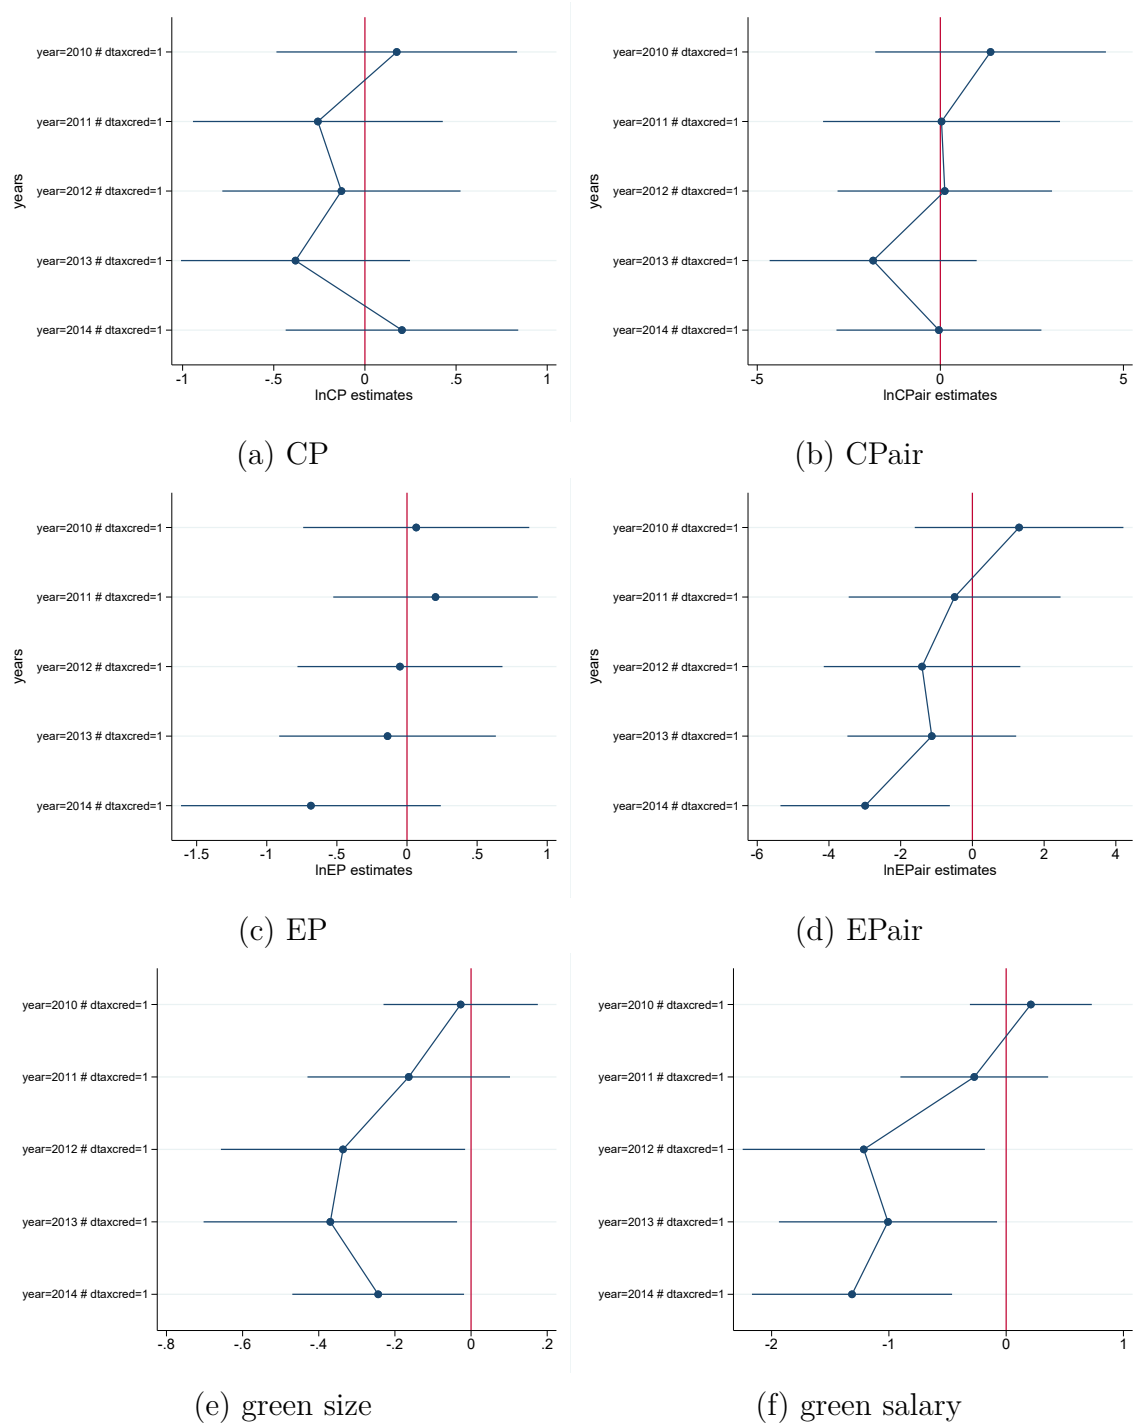 year=2010 # dtaxcred=1
year=2011 # dtaxcred=1
year=2012 # dtaxcred=1
year=2013 # dtaxcred=1
year=2014 # dtaxcred=1
years
-1 -.5 0 .5 1
lnCP estimates
(a) CP
year=2010 # dtaxcred=1
year=2011 # dtaxcred=1
year=2012 # dtaxcred=1
year=2013 # dtaxcred=1
year=2014 # dtaxcred=1
years
-5 0 5
lnCPair estimates
(b) CPair
year=2010 # dtaxcred=1
year=2011 # dtaxcred=1
year=2012 # dtaxcred=1
year=2013 # dtaxcred=1
year=2014 # dtaxcred=1
years
-1.5 -1 -.5 0 .5 1
lnEP estimates
(c) EP
year=2010 # dtaxcred=1
year=2011 # dtaxcred=1
year=2012 # dtaxcred=1
year=2013 # dtaxcred=1
year=2014 # dtaxcred=1
years
-6 -4 -2 0 2 4
lnEPair estimates
(d) EPair
year=2010 # dtaxcred=1
year=2011 # dtaxcred=1
year=2012 # dtaxcred=1
year=2013 # dtaxcred=1
year=2014 # dtaxcred=1
-.8 -.6 -.4 -.2 0 .2
(e) green size
year=2010 # dtaxcred=1
year=2011 # dtaxcred=1
year=2012 # dtaxcred=1
year=2013 # dtaxcred=1
year=2014 # dtaxcred=1
-2 -1 0 1
(f) green salary